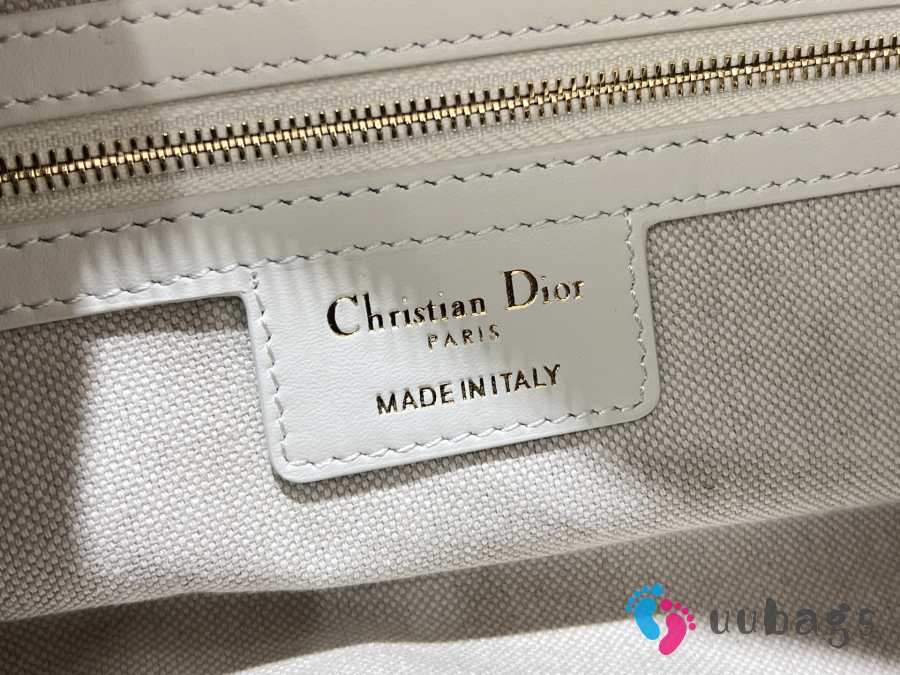 Christian Dior
PARIS
MADE IN ITALY
uubags